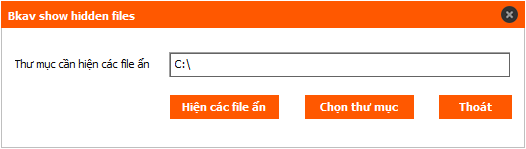 Bkav show hidden files
Thư mục cần hiện các file ẩn
C:\
Hiện các file ẩn
Chọn thư mục
Thoát